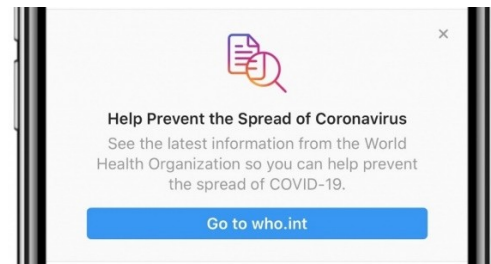 Help Prevent the Spread of Coronavirus
See the latest information from the World
Health Organization so you can help prevent
the spread of COVID-19.
Go to who.int